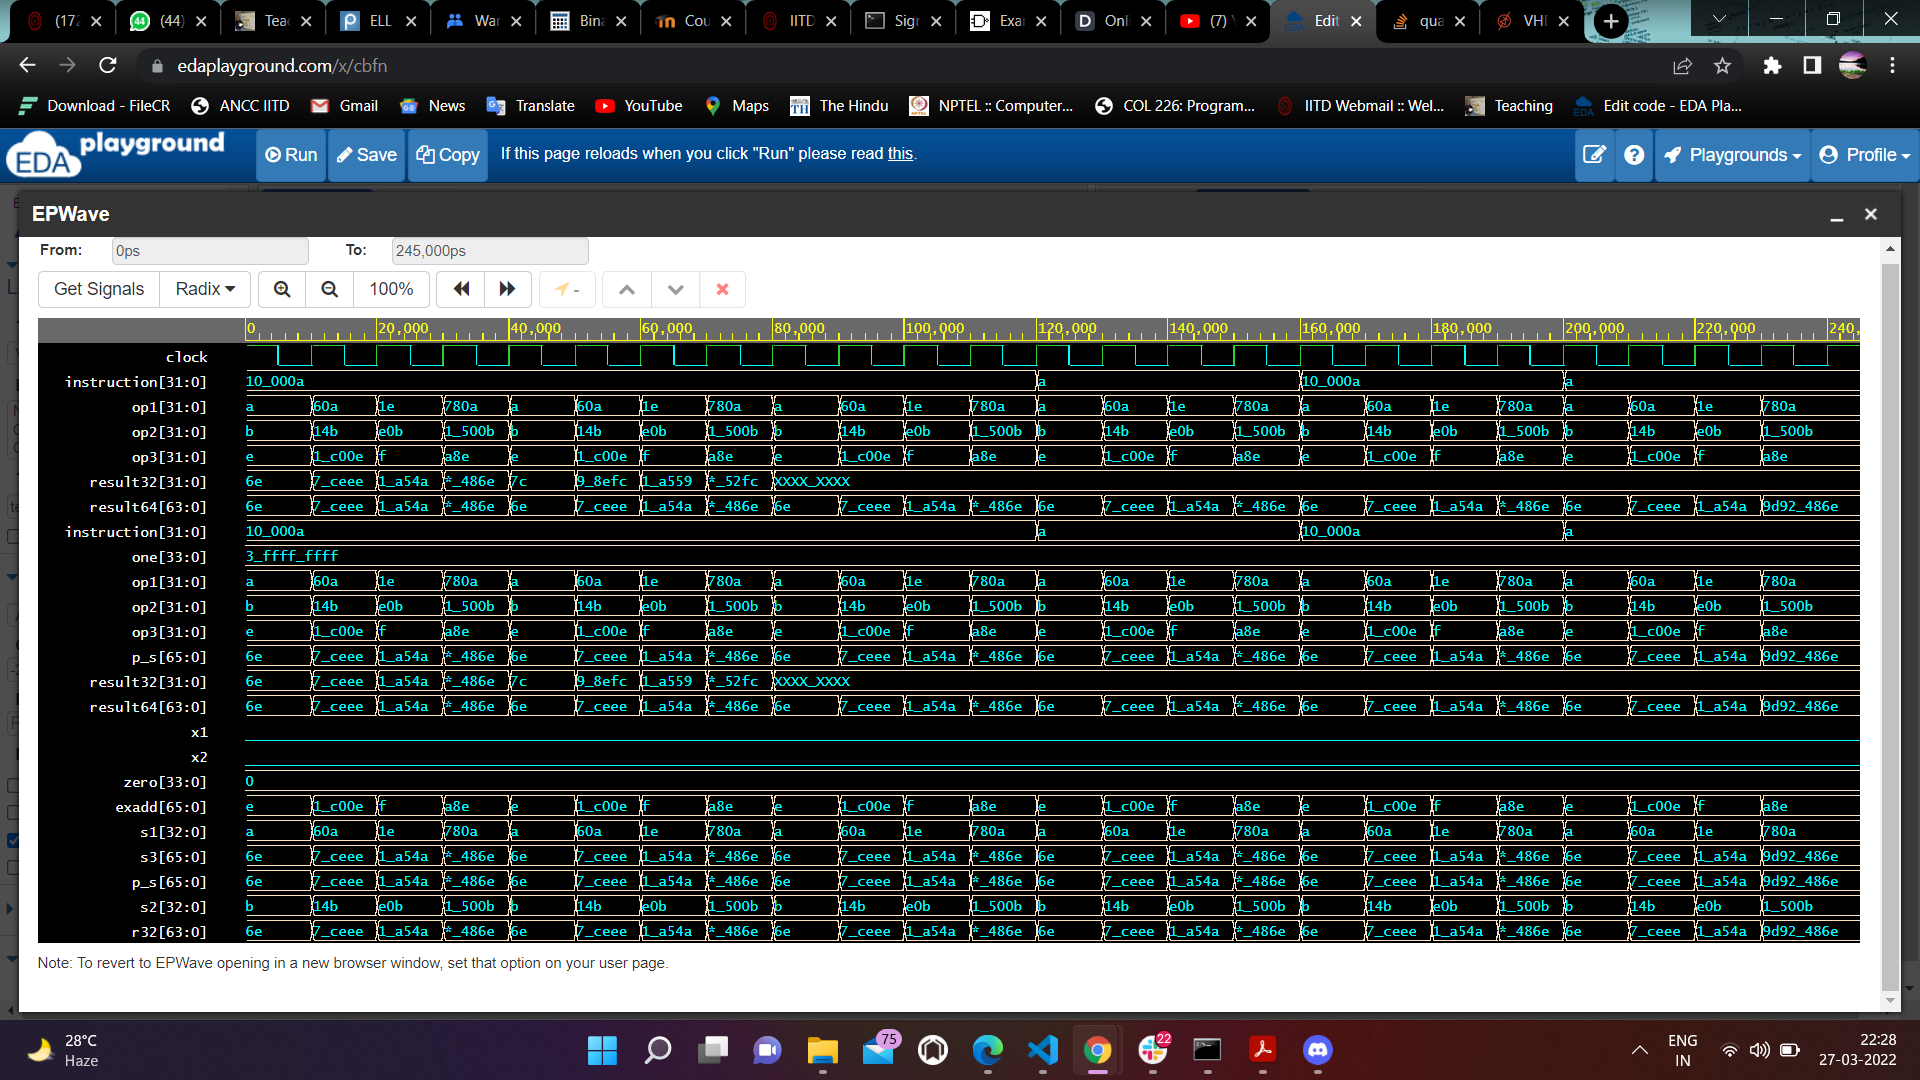 (172 (44) Teac ELL War Bina Cou IITD Sign Exar Onli (7) Y Edit qua VHI
edaplayground.com/x/cbfn
Download - FileCR ANCC IITD Gmail News Translate YouTube Maps The Hindu NPTEL :: Computer... COL 226: Program... IITD Webmail :: Wel... Teaching Edit code - EDA Pla...
EDA playground Run Save Copy If this page reloads when you click "Run" please read this. Playgrounds Profile
EPWave
From: 0ps To: 245,000ps
Get Signals Radix 100% -
0 20,000 40,000 60,000 80,000 100,000 120,000 140,000 160,000 180,000 200,000 220,000 240,
clock
instruction[31:0] 10_000a a 10_000a a
op1[31:0] a 60a 1e 780a a 60a 1e 780a a 60a 1e 780a a 60a 1e 780a a 60a 1e 780a a 60a 1e 780a
op2[31:0] b 14b e0b 1_500b b 14b e0b 1_500b b 14b e0b 1_500b b 14b e0b 1_500b b 14b e0b 1_500b b 14b e0b 1_500b
op3[31:0] e 1_c00e f a8e e 1_c00e f a8e e 1_c00e f a8e e 1_c00e f a8e e 1_c00e f a8e e 1_c00e f a8e
result32[31:0] 6e 7_ceee 1_a54a *_486e 7c 9_8efc 1_a559 *_52fc XXXX_XXXX
result64[63:0] 6e 7_ceee 1_a54a *_486e 6e 7_ceee 1_a54a *_486e 6e 7_ceee 1_a54a *_486e 6e 7_ceee 1_a54a *_486e 6e 7_ceee 1_a54a *_486e 6e 7_ceee 1_a54a 9d92_486e
instruction[31:0] 10_000a a 10_000a a
one[33:0] 3_ffff_ffff
op1[31:0] a 60a 1e 780a a 60a 1e 780a a 60a 1e 780a a 60a 1e 780a a 60a 1e 780a a 60a 1e 780a
op2[31:0] b 14b e0b 1_500b b 14b e0b 1_500b b 14b e0b 1_500b b 14b e0b 1_500b b 14b e0b 1_500b b 14b e0b 1_500b
op3[31:0] e 1_c00e f a8e e 1_c00e f a8e e 1_c00e f a8e e 1_c00e f a8e e 1_c00e f a8e e 1_c00e f a8e
p_s[65:0] 6e 7_ceee 1_a54a *_486e 6e 7_ceee 1_a54a *_486e 6e 7_ceee 1_a54a *_486e 6e 7_ceee 1_a54a *_486e 6e 7_ceee 1_a54a *_486e 6e 7_ceee 1_a54a 9d92_486e
result32[31:0] 6e 7_ceee 1_a54a *_486e 7c 9_8efc 1_a559 *_52fc XXXX_XXXX
result64[63:0] 6e 7_ceee 1_a54a *_486e 6e 7_ceee 1_a54a *_486e 6e 7_ceee 1_a54a *_486e 6e 7_ceee 1_a54a *_486e 6e 7_ceee 1_a54a *_486e 6e 7_ceee 1_a54a 9d92_486e
x1
x2
zero[33:0] 0
exadd[65:0] e 1_c00e f a8e e 1_c00e f a8e e 1_c00e f a8e e 1_c00e f a8e e 1_c00e f a8e e 1_c00e f a8e
s1[32:0] a 60a 1e 780a a 60a 1e 780a a 60a 1e 780a a 60a 1e 780a a 60a 1e 780a a 60a 1e 780a
s3[65:0] 6e 7_ceee 1_a54a *_486e 6e 7_ceee 1_a54a *_486e 6e 7_ceee 1_a54a *_486e 6e 7_ceee 1_a54a *_486e 6e 7_ceee 1_a54a *_486e 6e 7_ceee 1_a54a 9d92_486e
p_s[65:0] 6e 7_ceee 1_a54a *_486e 6e 7_ceee 1_a54a *_486e 6e 7_ceee 1_a54a *_486e 6e 7_ceee 1_a54a *_486e 6e 7_ceee 1_a54a *_486e 6e 7_ceee 1_a54a 9d92_486e
s2[32:0] b 14b e0b 1_500b b 14b e0b 1_500b b 14b e0b 1_500b b 14b e0b 1_500b b 14b e0b 1_500b b 14b e0b 1_500b
r32[63:0] 6e 7_ceee 1_a54a *_486e 6e 7_ceee 1_a54a *_486e 6e 7_ceee 1_a54a *_486e 6e 7_ceee 1_a54a *_486e 6e 7_ceee 1_a54a *_486e 6e 7_ceee 1_a54a 9d92_486e
Note: To revert to EPWave opening in a new browser window, set that option on your user page.
28°C
Haze
75
22
ENG
IN
22:28
27-03-2022